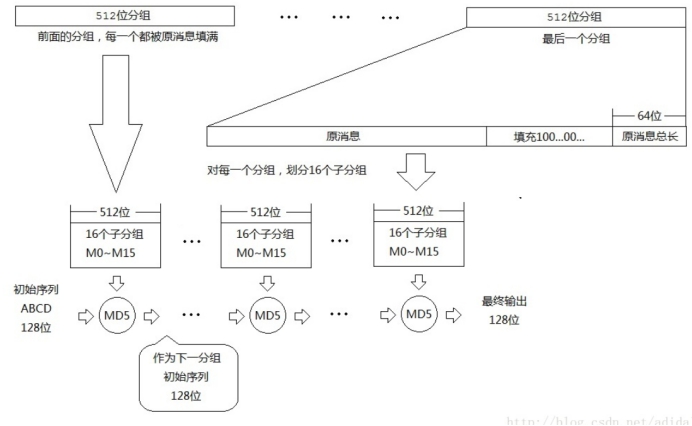 512位分组
... ...
512位分组
前面的分组，每一个都被原消息填满
最后一个分组
64位
原消息
填充100...00...
原消息总长
对每一个分组，划分16个子分组
512位
512位
512位
16个子分组
M0~M15
...
16个子分组
M0~M15
...
16个子分组
M0~M15
初始序列
ABCD
128位
MD5
...
MD5
...
MD5
最终输出
128位
作为下一分组
初始序列
128位
http://blog.csdn.net/adida